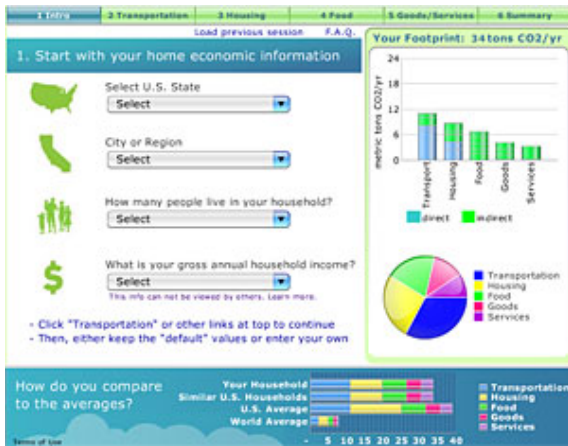 1 Intro 2 Transportation 3 Housing 4 Food 5 Goods/Services 6 Summary
Load previous session F.A.Q.
1. Start with your home economic information
Select U.S. State
Select
City or Region
Select
How many people live in your household?
Select
What is your gross annual household income?
Select
This info can not be viewed by others. Learn more.
- Click "Transportation" or other links at top to continue
- Then, either keep the "default" values or enter your own
Your Footprint: 34 tons CO2/yr
metric tons CO2/yr
24
18
12
6
0
Transport
Housing
Food
Goods
Services
direct indirect
Transportation
Housing
Food
Goods
Services
How do you compare
to the averages?
Your Household
Similar U.S. Households
U.S. Average
World Average
- 5 10 15 20 25 30 35 40
Transportation
Housing
Food
Goods
Services
Terms of Use